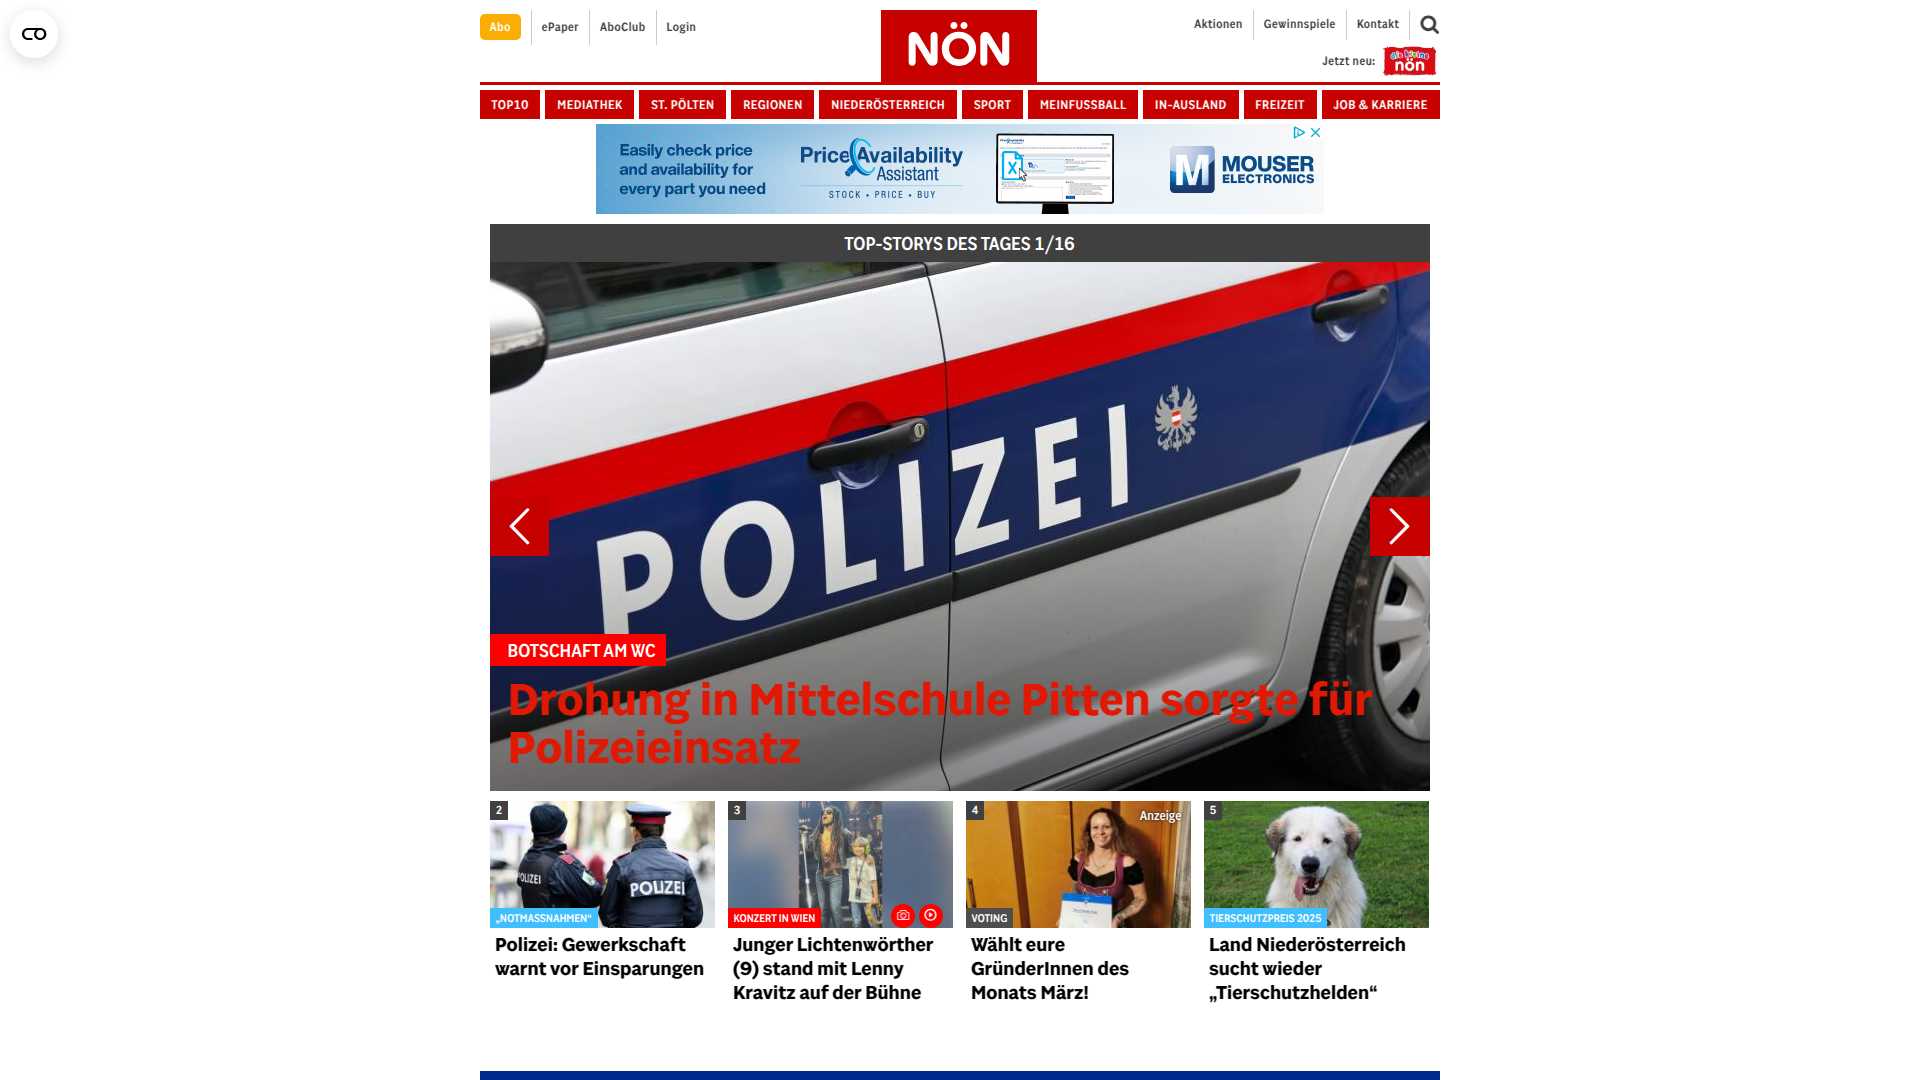 Abo
ePaper
AboClub
Login
NÖN
Aktionen
Gewinnspiele
Kontakt
Jetzt neu:
die kleine
nön
TOP10
MEDIATHEK
ST. PÖLTEN
REGIONEN
NIEDERÖSTERREICH
SPORT
MEINFUSSBALL
IN-AUSLAND
FREIZEIT
JOB & KARRIERE
Easily check price
and availability for
every part you need
Price Availability
Assistant
STOCK • PRICE • BUY
X
M MOUSER
ELECTRONICS
TOP-STORYS DES TAGES 1/16
POLIZEI
BOTSCHAFT AM WC
Drohung in Mittelschule Pitten sorgte für
Polizeieinsatz
2
POLIZEI
POLIZEI
„NOTMASSNAHMEN“
Polizei: Gewerkschaft
warnt vor Einsparungen
3
KONZERT IN WIEN
Junger Lichtenwörther
(9) stand mit Lenny
Kravitz auf der Bühne
4
Anzeige
VOTING
Wählt eure
GründerInnen des
Monats März!
5
TIERSCHUTZPREIS 2025
Land Niederösterreich
sucht wieder
„Tierschutzhelden“